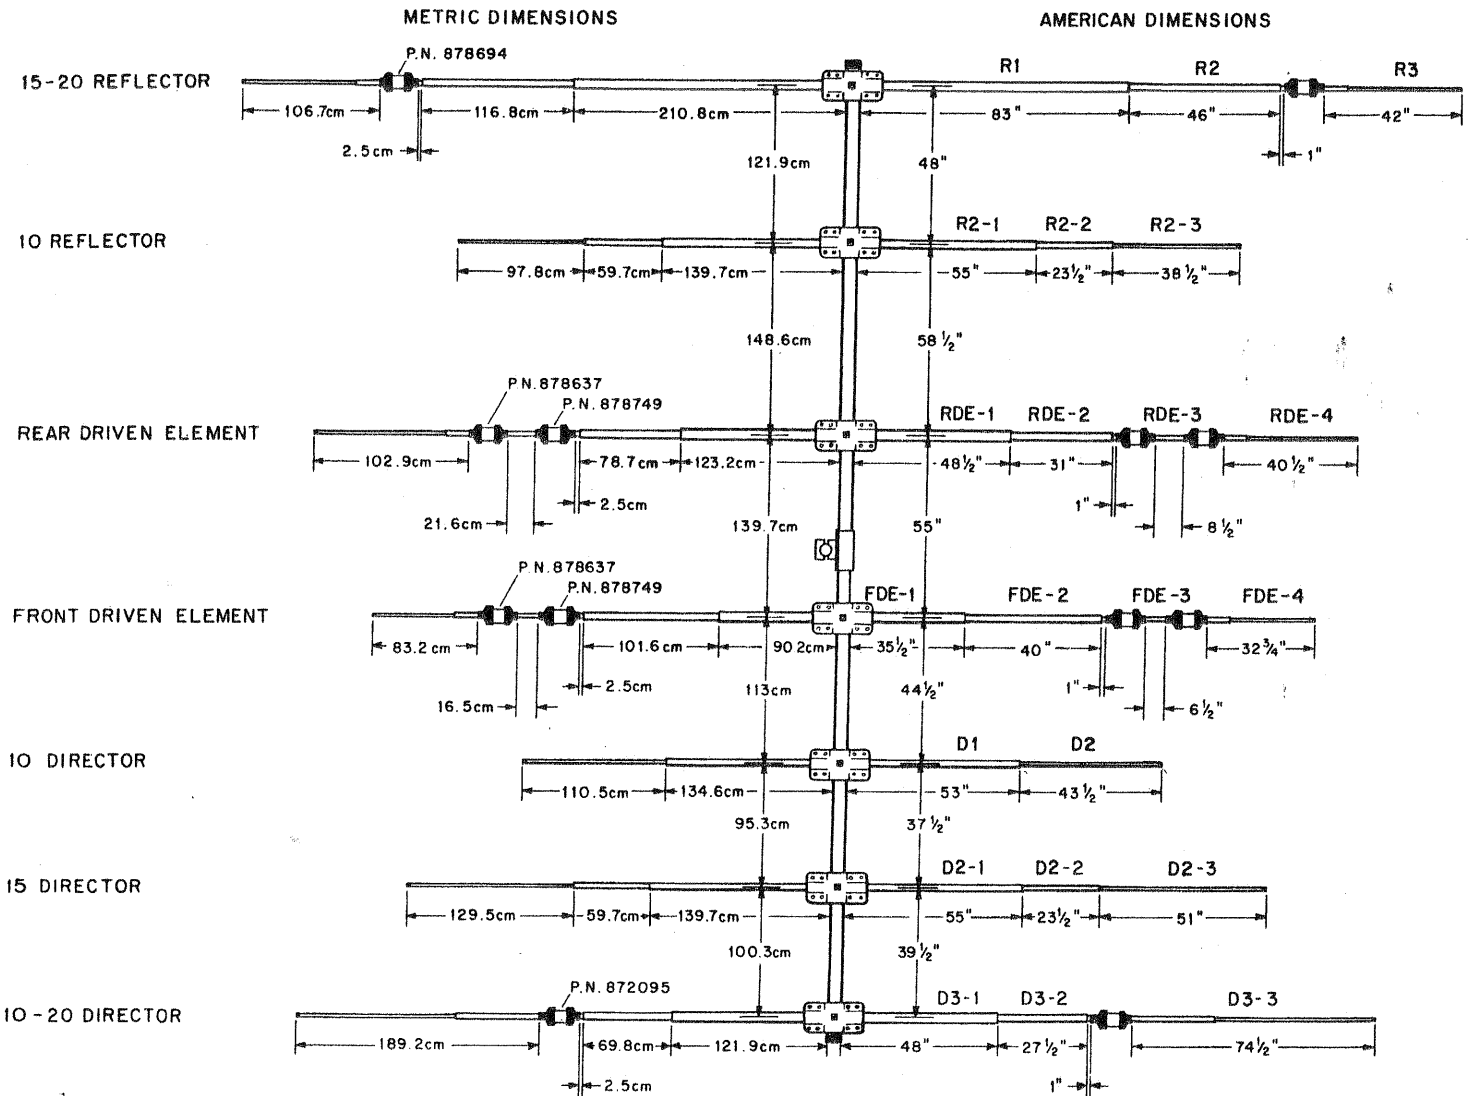 METRIC DIMENSIONS
AMERICAN DIMENSIONS
P.N. 878694
15-20 REFLECTOR
R1
R2
R3
106.7cm
116.8cm
210.8cm
83"
46"
42"
2.5cm
121.9cm
48"
1"
10 REFLECTOR
R2-1
R2-2
R2-3
97.8cm
59.7cm
139.7cm
55"
23½"
38½"
148.6cm
58½"
P.N.878637
P.N.878749
REAR DRIVEN ELEMENT
RDE-1
RDE-2
RDE-3
RDE-4
102.9cm
78.7cm
123.2cm
48½"
31"
40½"
2.5cm
1"
21.6cm
139.7cm
55"
8½"
P.N.878637
P.N.878749
FRONT DRIVEN ELEMENT
FDE-1
FDE-2
FDE-3
FDE-4
83.2cm
101.6cm
90.2cm
35½"
40"
32¾"
2.5cm
113cm
44½"
1"
16.5cm
6½"
10 DIRECTOR
D1
D2
110.5cm
134.6cm
53"
43½"
95.3cm
37½"
15 DIRECTOR
D2-1
D2-2
D2-3
129.5cm
59.7cm
139.7cm
55"
23½"
51"
100.3cm
39½"
P.N.872095
10-20 DIRECTOR
D3-1
D3-2
D3-3
189.2cm
69.8cm
121.9cm
48"
27½"
74½"
2.5cm
1"